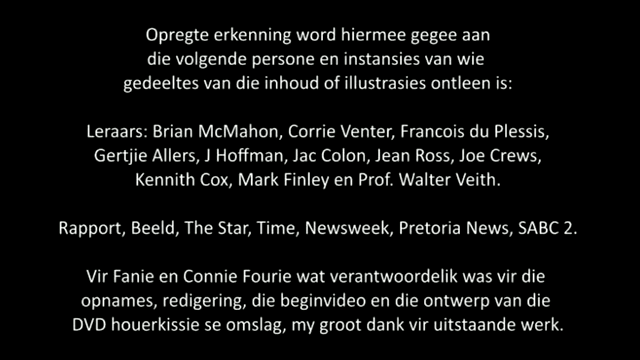 Opregte erkenning word hiermee gegee aan
die volgende persone en instansies van wie
gedeeltes van die inhoud of illustrasies ontleen is:
Leraars: Brian McMahon, Corrie Venter, Francois du Plessis,
Gertjie Allers, J Hoffman, Jac Colon, Jean Ross, Joe Crews,
Kennith Cox, Mark Finley en Prof. Walter Veith.
Rapport, Beeld, The Star, Time, Newsweek, Pretoria News, SABC 2.
Vir Fanie en Connie Fourie wat verantwoordelik was vir die
opnames, redigering, die beginvideo en die ontwerp van die
DVD houerkissie se omslag, my groot dank vir uitstaande werk.